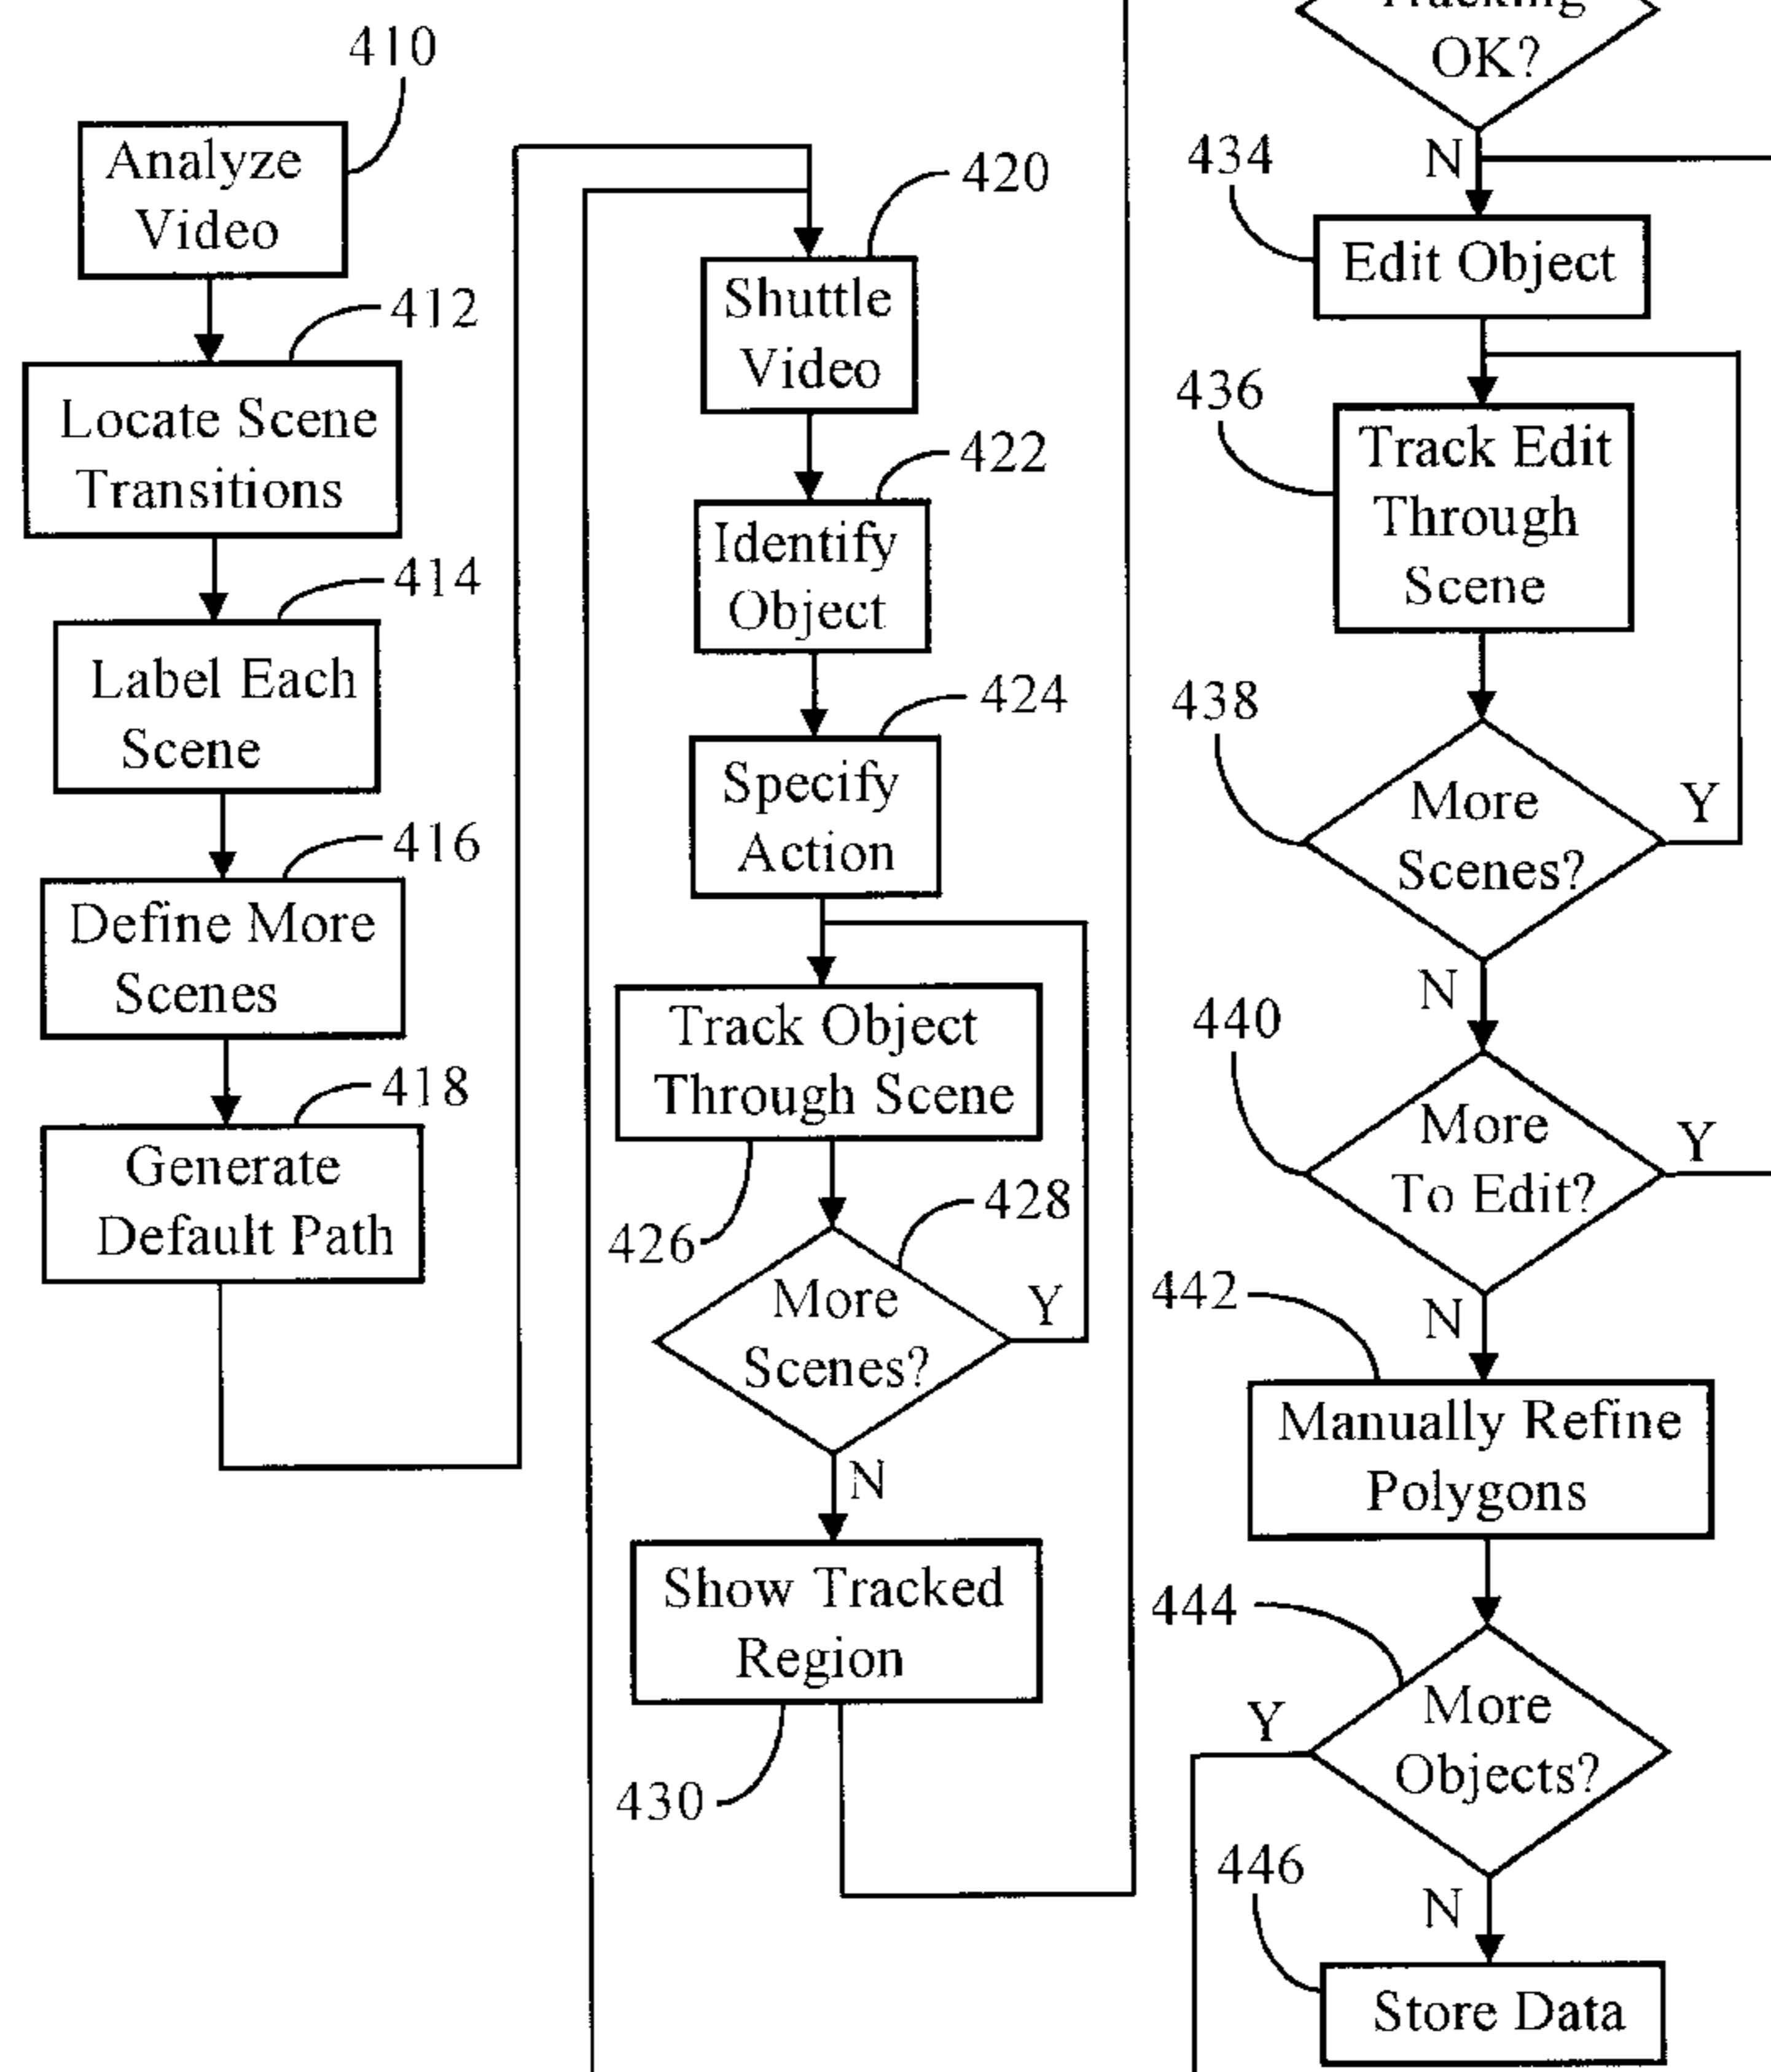 410
Analyze
Video
412
Locate Scene
Transitions
414
Label Each
Scene
416
Define More
Scenes
418
Generate
Default Path
420
Shuttle
Video
422
Identify
Object
424
Specify
Action
Track Object
Through Scene
426
428
More
Scenes?
Y
N
Show Tracked
Region
430
Tracking
OK?
N
434
Edit Object
436
Track Edit
Through
Scene
438
More
Scenes?
Y
N
440
More
To Edit?
Y
N
442
Manually Refine
Polygons
444
More
Objects?
Y
N
446
Store Data